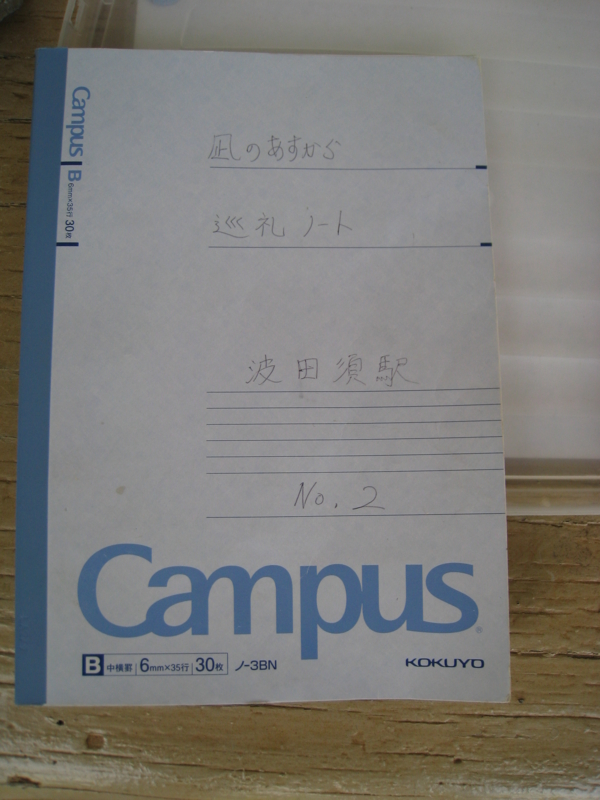 Campus B 6mm×35行 30枚
凪のあすから
巡礼ノート
波田須駅
No. 2
Campus®
B 中横罫 6mm×35行 30枚 ノ-3BN
KOKUYO